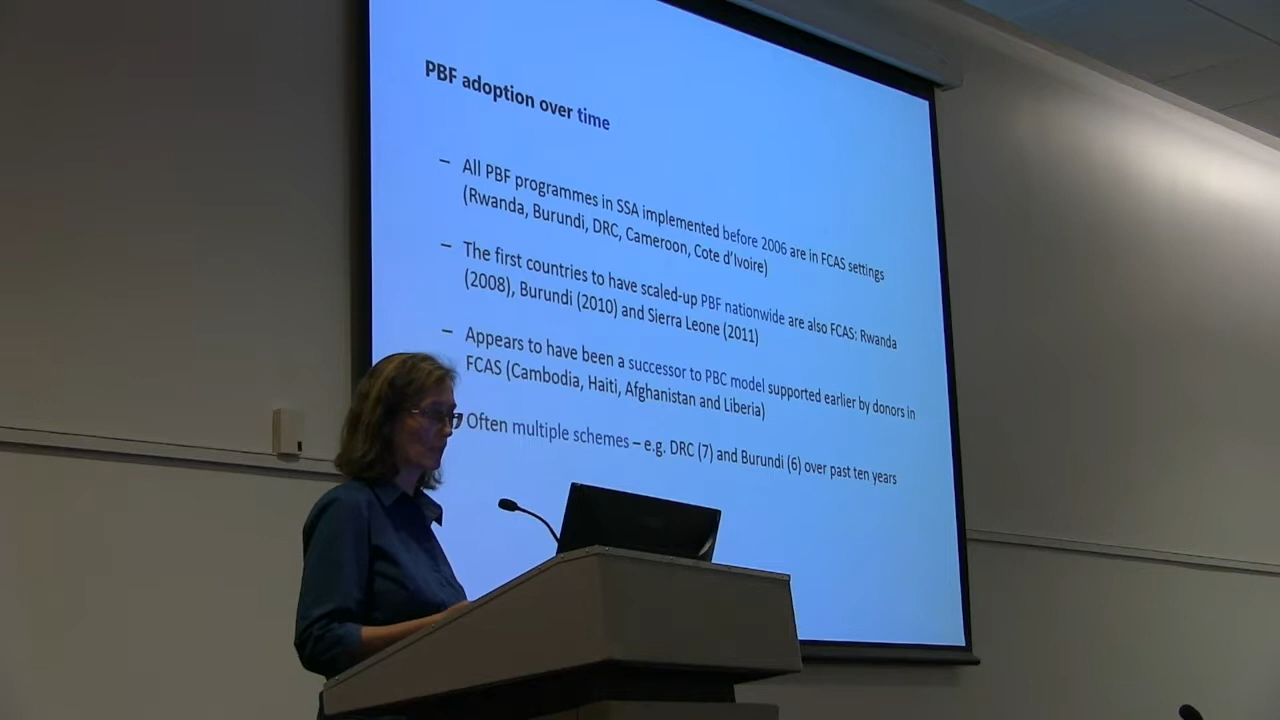 PBF adoption over time
– All PBF programmes in SSA implemented before 2006 are in FCAS settings
(Rwanda, Burundi, DRC, Cameroon, Cote d'Ivoire)
– The first countries to have scaled-up PBF nationwide are also FCAS: Rwanda
(2008), Burundi (2010) and Sierra Leone (2011)
– Appears to have been a successor to PBC model supported earlier by donors in
FCAS (Cambodia, Haiti, Afghanistan and Liberia)
Often multiple schemes – e.g. DRC (7) and Burundi (6) over past ten years